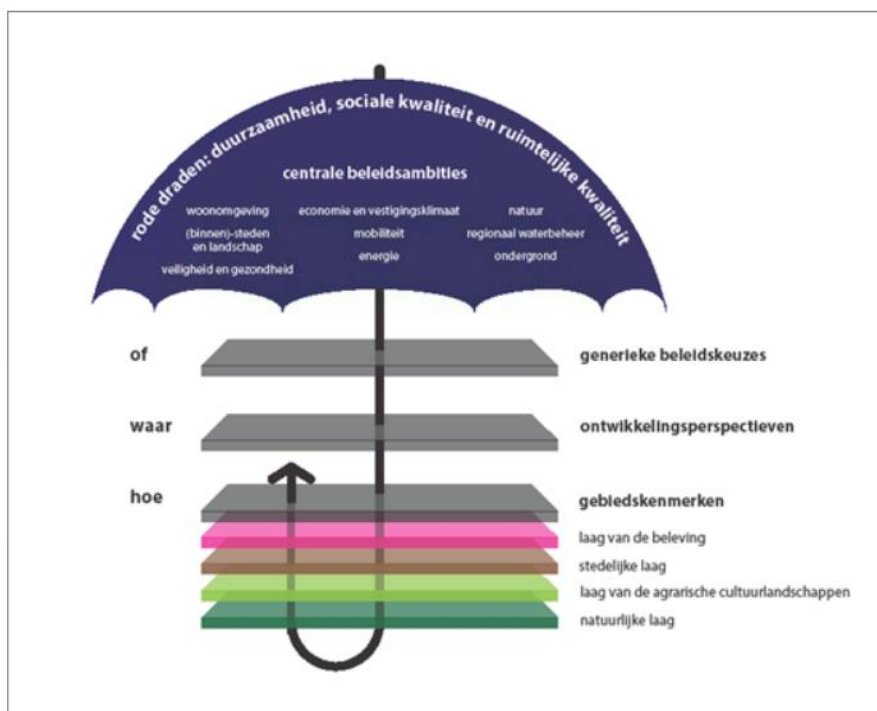 rode draden: duurzaamheid, sociale kwaliteit en ruimtelijke kwaliteit
centrale beleidsambities
woonomgeving
(binnen)-steden
en landschap
veiligheid en gezondheid
economie en vestigingsklimaat
mobiliteit
energie
natuur
regionaal waterbeheer
ondergrond
of
generieke beleidskeuzes
waar
ontwikkelingsperspectieven
hoe
gebiedskenmerken
laag van de beleving
stedelijke laag
laag van de agrarische cultuurlandschappen
natuurlijke laag